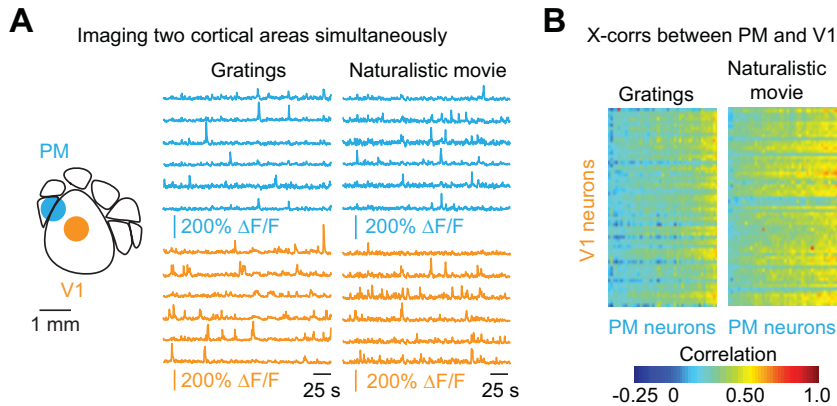 A
Imaging two cortical areas simultaneously
Gratings
Naturalistic movie
PM
V1
1 mm
200% ΔF/F
200% ΔF/F
200% ΔF/F
200% ΔF/F
25 s
25 s
B
X-corrs between PM and V1
Gratings
Naturalistic
movie
V1 neurons
PM neurons
PM neurons
Correlation
-0.25 0 0.50 1.0